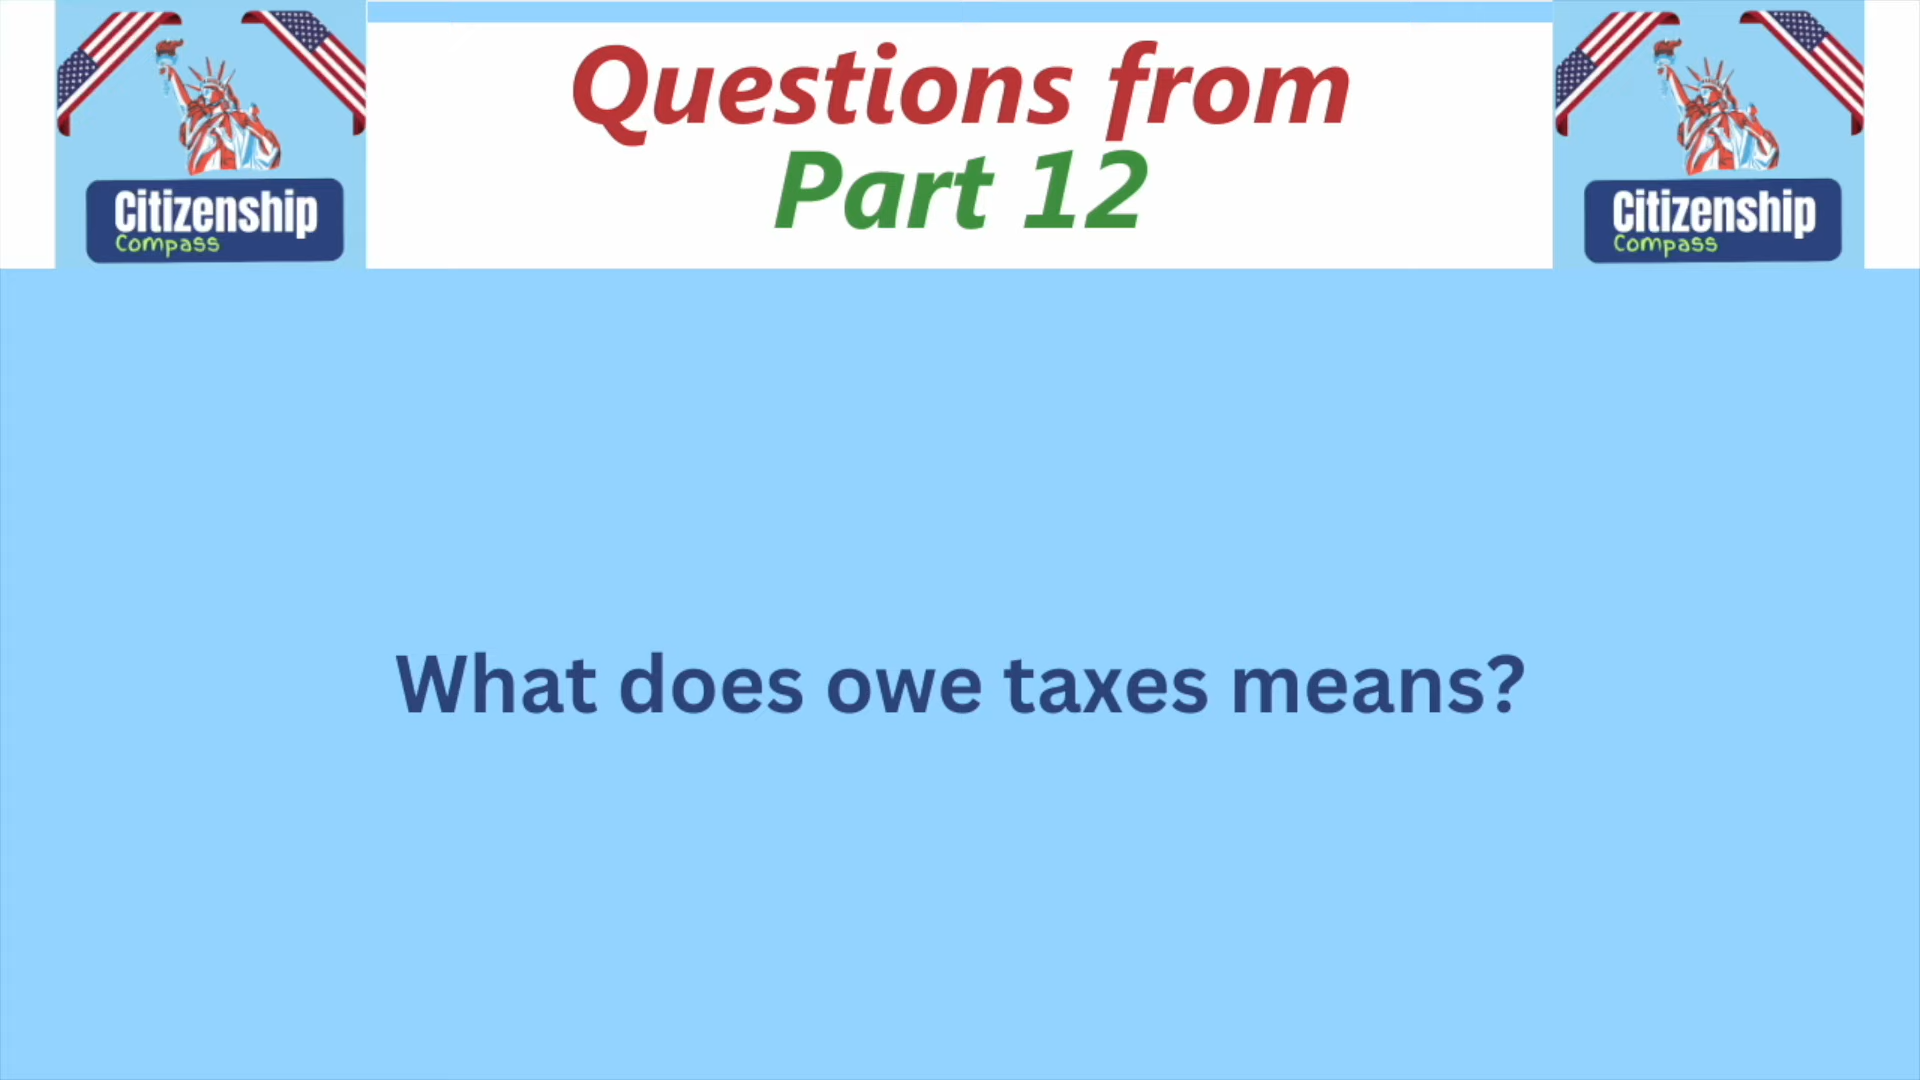 Citizenship
Compass
Questions from
Part 12
Citizenship
Compass
What does owe taxes means?